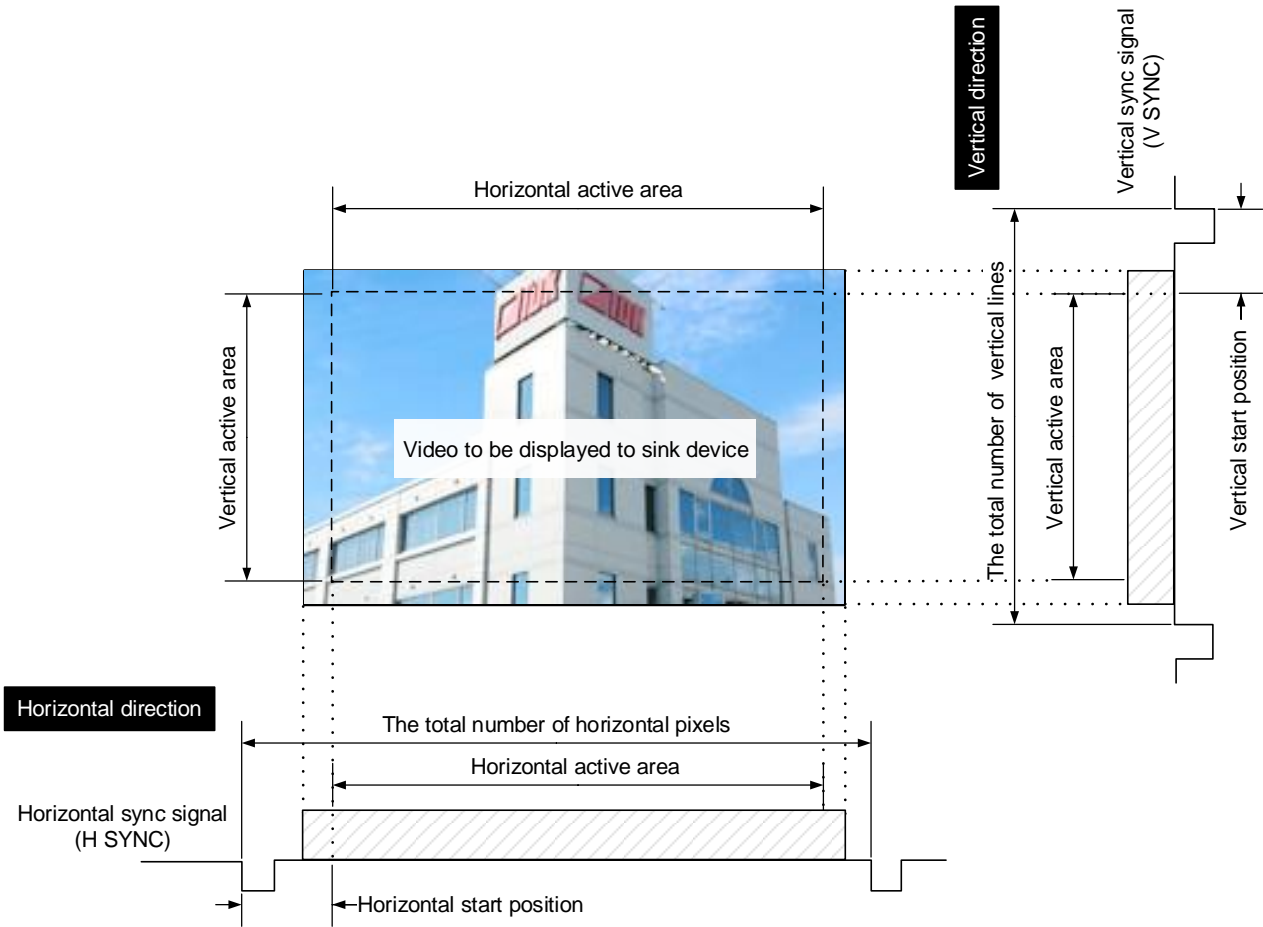 Vertical direction
Vertical sync signal
(V SYNC)
Horizontal active area
Vertical active area
Video to be displayed to sink device
The total number of vertical lines
Vertical active area
Vertical start position
Horizontal direction
The total number of horizontal pixels
Horizontal active area
Horizontal sync signal
(H SYNC)
Horizontal start position